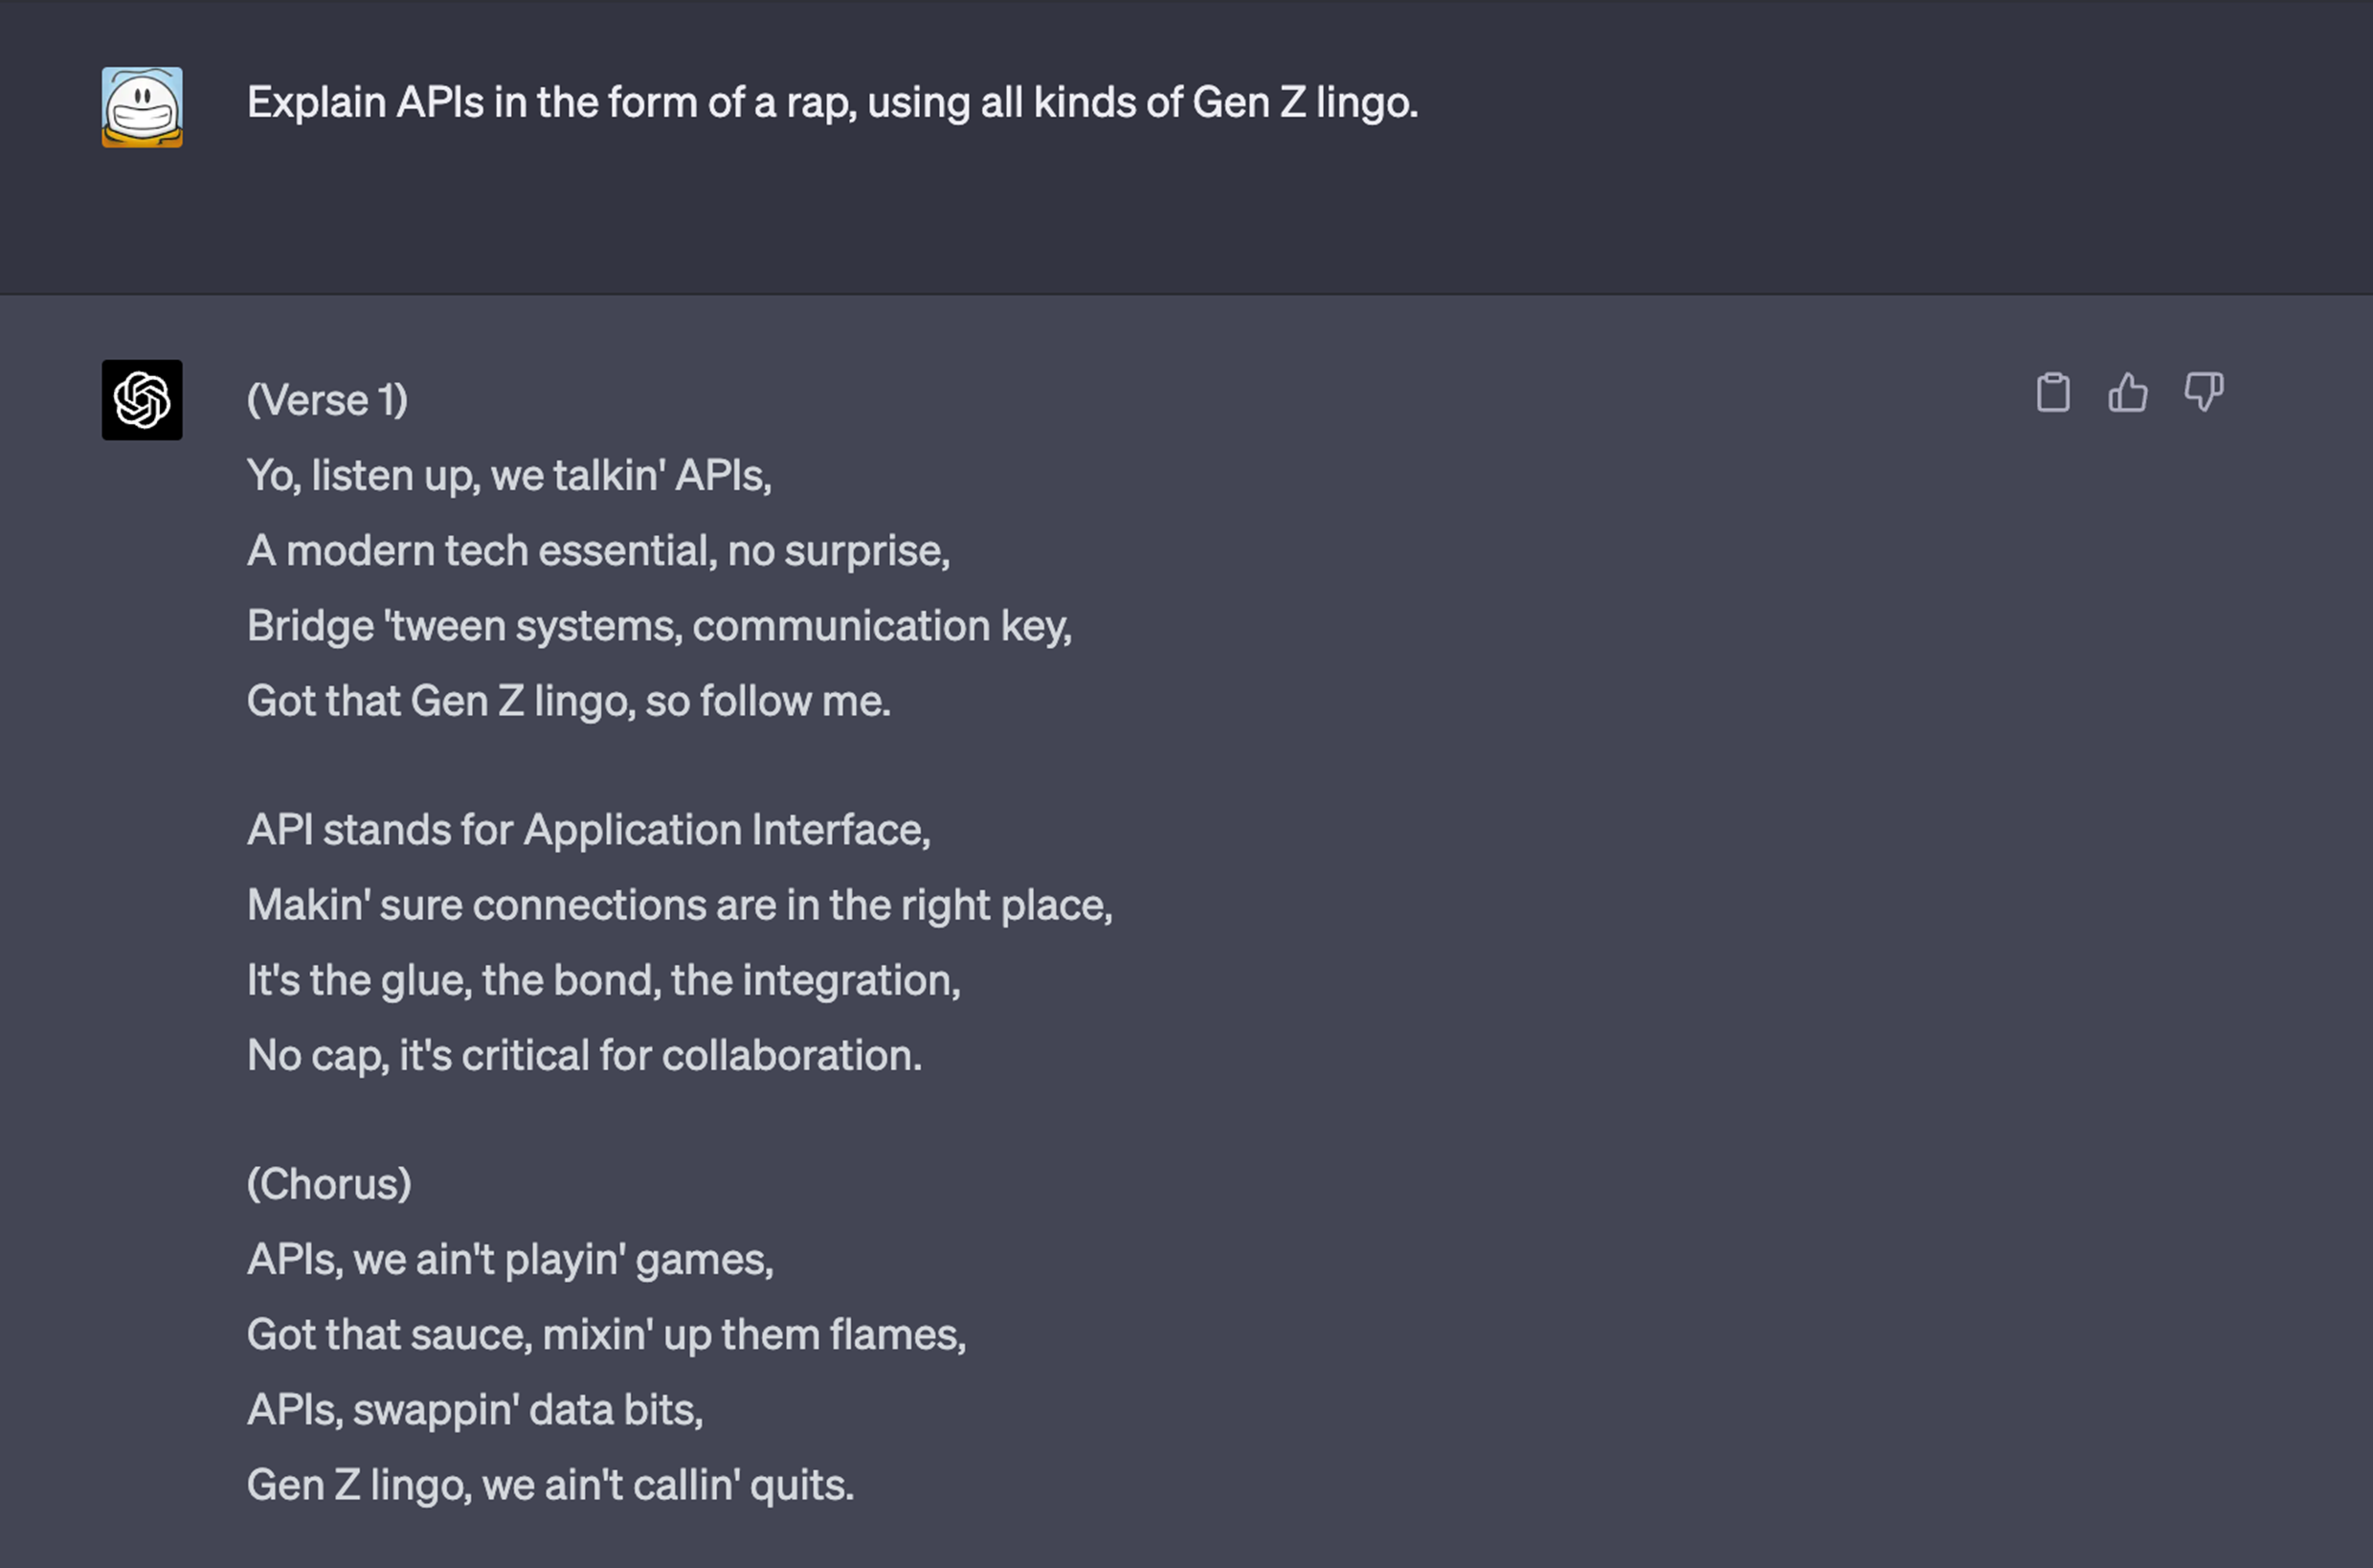 Explain APIs in the form of a rap, using all kinds of Gen Z lingo.
(Verse 1)
Yo, listen up, we talkin' APIs,
A modern tech essential, no surprise,
Bridge 'tween systems, communication key,
Got that Gen Z lingo, so follow me.
API stands for Application Interface,
Makin' sure connections are in the right place,
It's the glue, the bond, the integration,
No cap, it's critical for collaboration.
(Chorus)
APIs, we ain't playin' games,
Got that sauce, mixin' up them flames,
APIs, swappin' data bits,
Gen Z lingo, we ain't callin' quits.